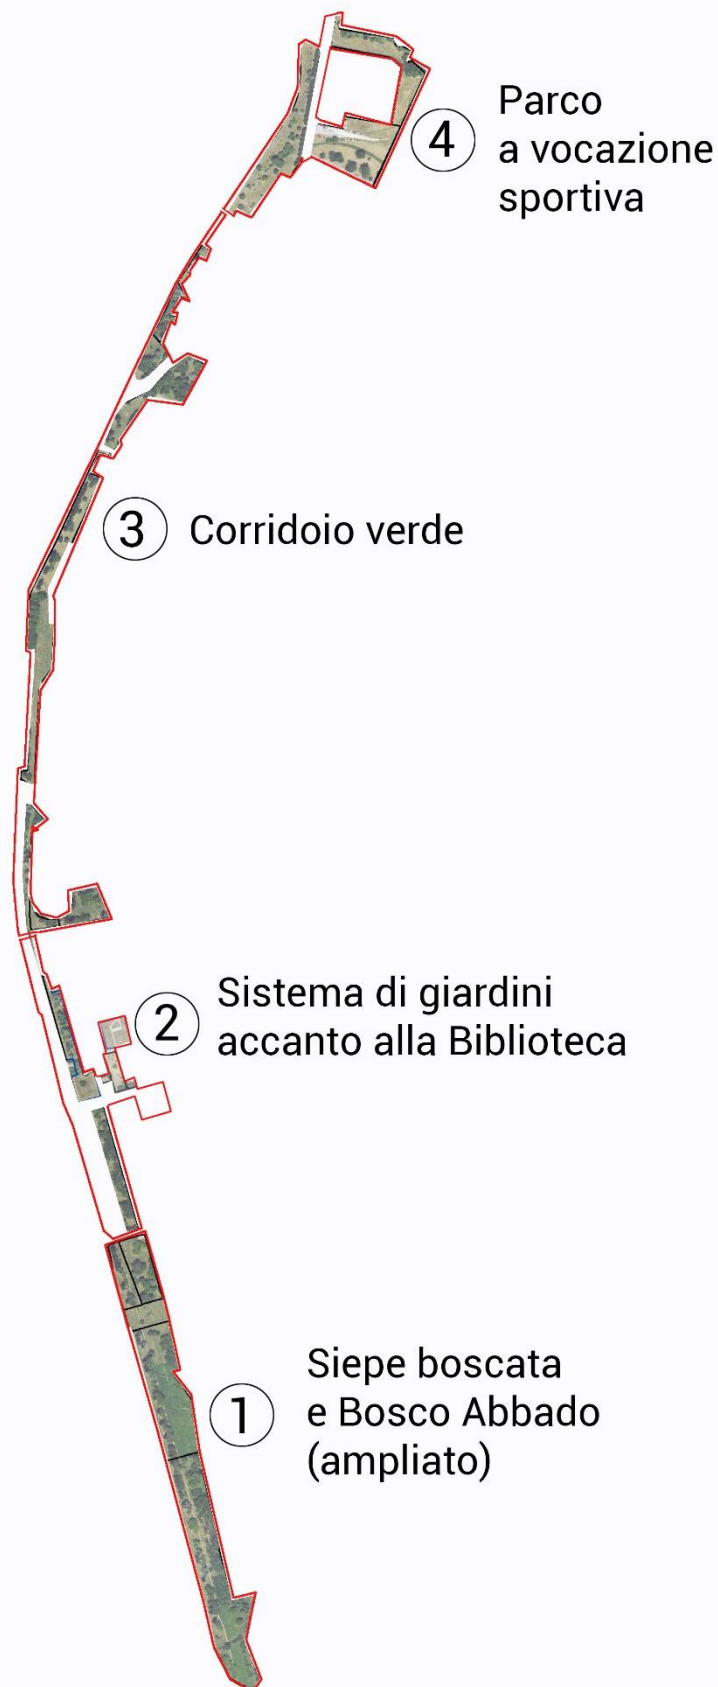 4
Parco
a vocazione
sportiva
3
Corridoio verde
2
Sistema di giardini
accanto alla Biblioteca
1
Siepe boscata
e Bosco Abbado
(ampliato)